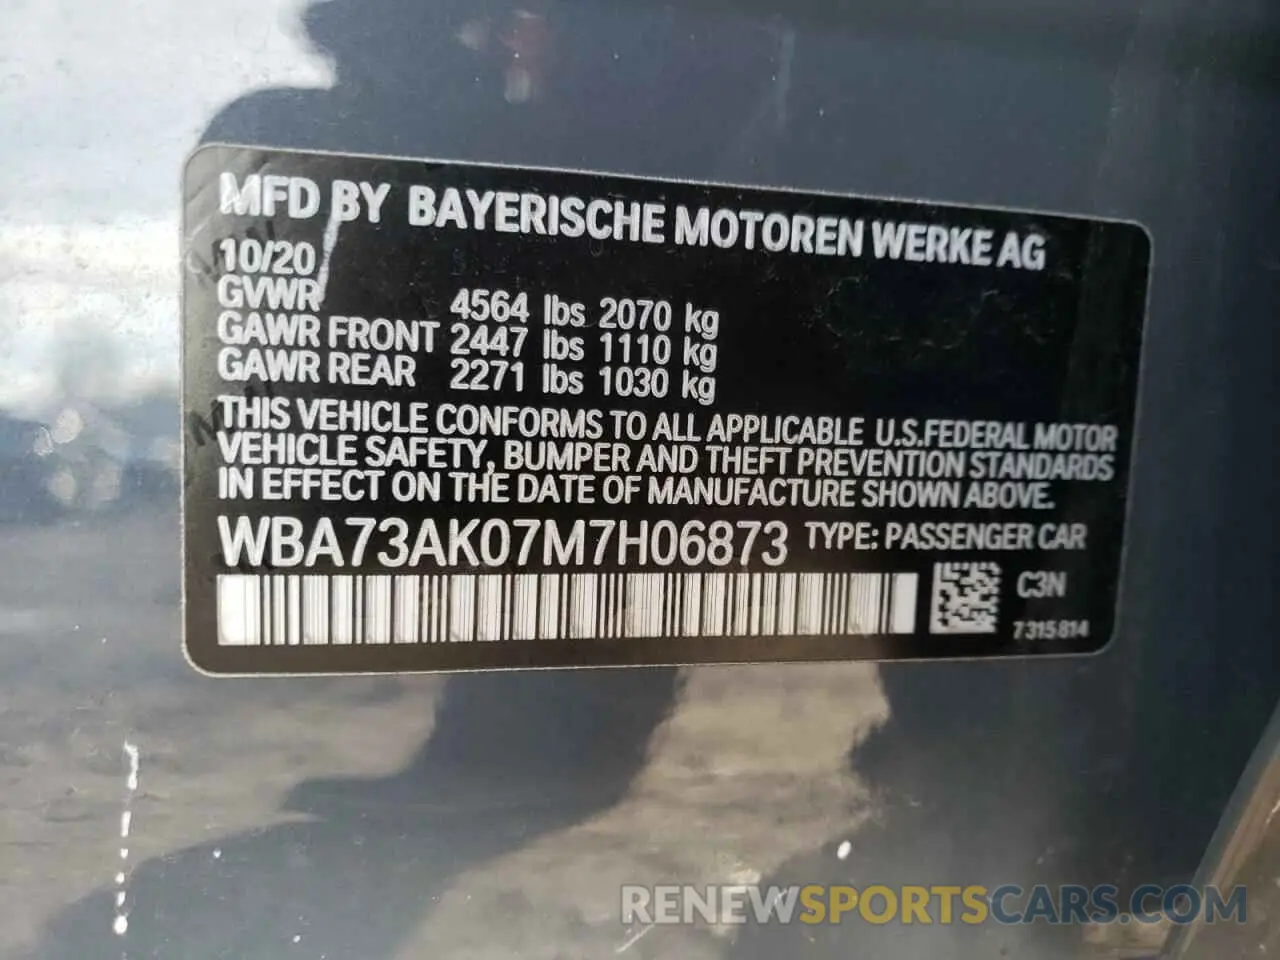 MFD BY BAYERISCHE MOTOREN WERKE AG
10/20
GVWR 4564 lbs 2070 kg
GAWR FRONT 2447 lbs 1110 kg
GAWR REAR 2271 lbs 1030 kg
THIS VEHICLE CONFORMS TO ALL APPLICABLE U.S.FEDERAL MOTOR
VEHICLE SAFETY, BUMPER AND THEFT PREVENTION STANDARDS
IN EFFECT ON THE DATE OF MANUFACTURE SHOWN ABOVE.
WBA73AK07M7H06873 TYPE: PASSENGER CAR
C3N
7315814
RENEWSPORTSCARS.COM